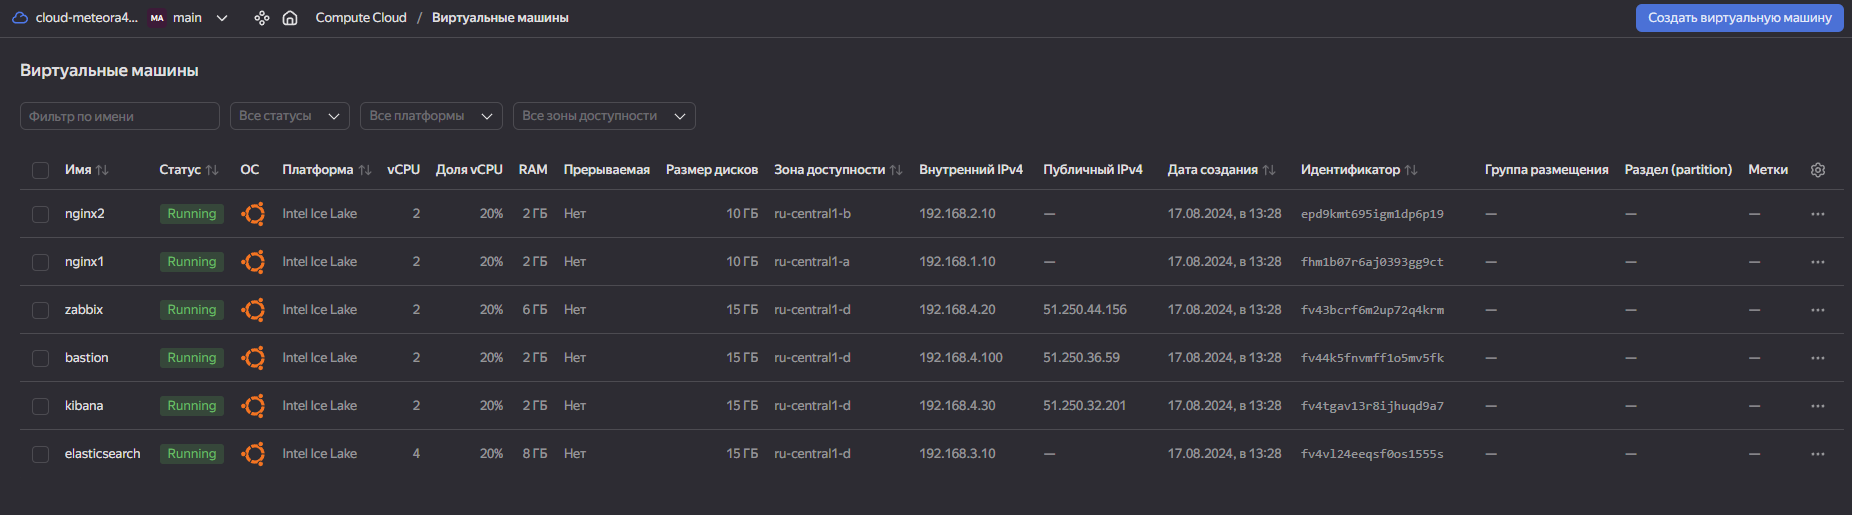 cloud-meteora4... MA main Compute Cloud / Виртуальные машины Создать виртуальную машину
Виртуальные машины
Фильтр по имени Все статусы Все платформы Все зоны доступности
Имя Статус ОС Платформа vCPU Доля vCPU RAM Прерываемая Размер дисков Зона доступности Внутренний IPv4 Публичный IPv4 Дата создания Идентификатор Группа размещения Раздел (partition) Метки
nginx2 Running Intel Ice Lake 2 20% 2 ГБ Нет 10 ГБ ru-central1-b 192.168.2.10 — 17.08.2024, в 13:28 epd9kmt695igm1dp6p19 — — —
nginx1 Running Intel Ice Lake 2 20% 2 ГБ Нет 10 ГБ ru-central1-a 192.168.1.10 — 17.08.2024, в 13:28 fhm1b07r6aj0393gg9ct — — —
zabbix Running Intel Ice Lake 2 20% 6 ГБ Нет 15 ГБ ru-central1-d 192.168.4.20 51.250.44.156 17.08.2024, в 13:28 fv43bcrf6m2up72q4krm — — —
bastion Running Intel Ice Lake 2 20% 2 ГБ Нет 15 ГБ ru-central1-d 192.168.4.100 51.250.36.59 17.08.2024, в 13:28 fv44k5fnvmff1o5mv5fk — — —
kibana Running Intel Ice Lake 2 20% 2 ГБ Нет 15 ГБ ru-central1-d 192.168.4.30 51.250.32.201 17.08.2024, в 13:28 fv4tgav13r8ijhuqd9a7 — — —
elasticsearch Running Intel Ice Lake 4 20% 8 ГБ Нет 15 ГБ ru-central1-d 192.168.3.10 — 17.08.2024, в 13:28 fv4vl24eeqsf0os1555s — — —